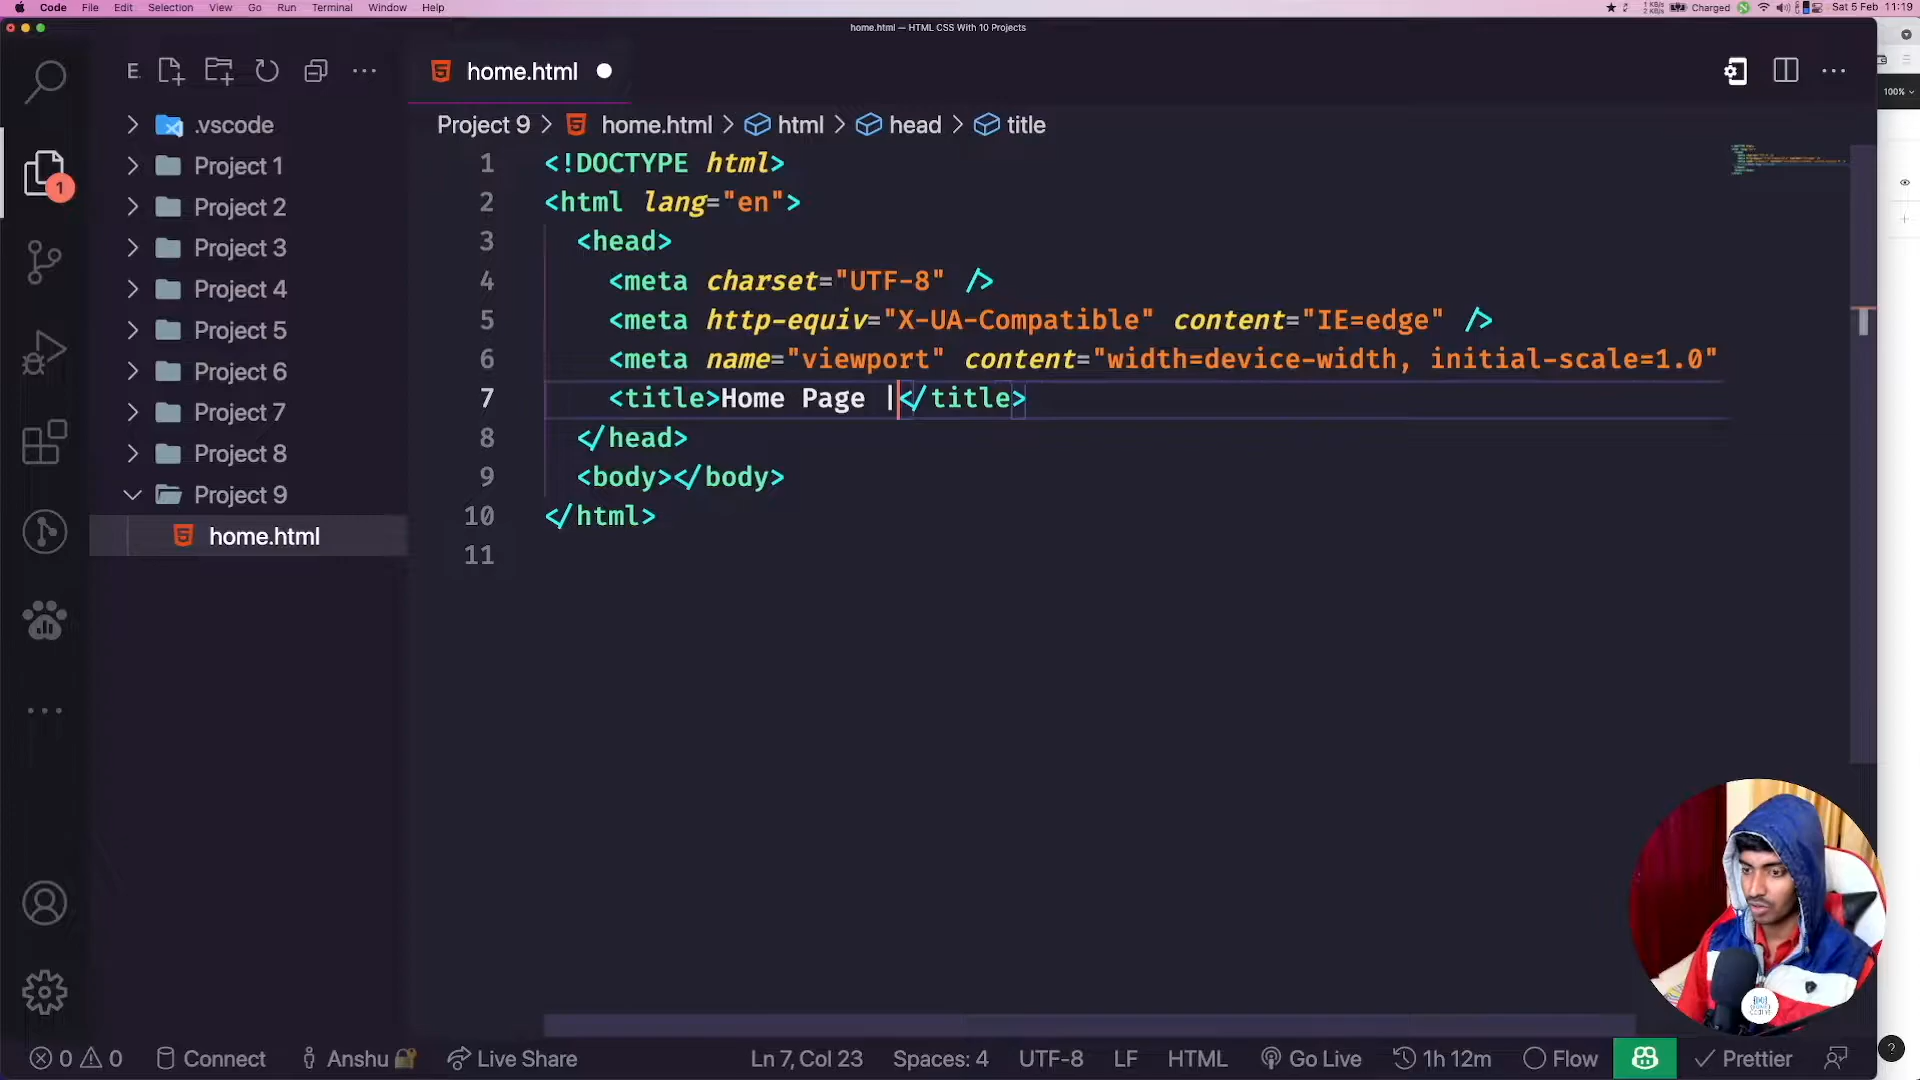 Code File Edit Selection View Go Run Terminal Window Help
Charged Sat 5 Feb 11:19
home.html — HTML CSS With 10 Projects
E
home.html
100%
Project 9 > home.html > html > head > title
.vscode
Project 1
Project 2
Project 3
Project 4
Project 5
Project 6
Project 7
Project 8
Project 9
home.html
1
1 <!DOCTYPE html>
2 <html lang="en">
3 <head>
4 <meta charset="UTF-8" />
5 <meta http-equiv="X-UA-Compatible" content="IE=edge" />
6 <meta name="viewport" content="width=device-width, initial-scale=1.0"
7 <title>Home Page |</title>
8 </head>
9 <body></body>
10 </html>
11
0 0 Connect Anshu Live Share Ln 7, Col 23 Spaces: 4 UTF-8 LF HTML Go Live 1h 12m Flow Prettier
?